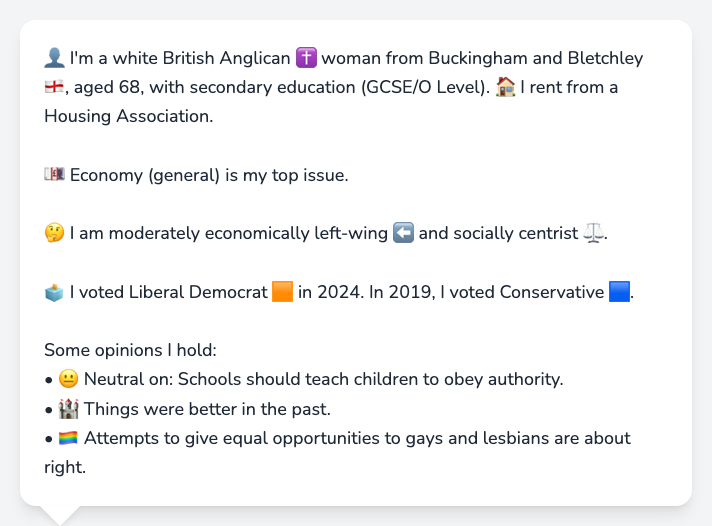 👤 I'm a white British Anglican ✝️ woman from Buckingham and Bletchley
🏴󠁧󠁢󠁥󠁮󠁧󠁿, aged 68, with secondary education (GCSE/O Level). 🏠 I rent from a
Housing Association.
💷 Economy (general) is my top issue.
🤔 I am moderately economically left-wing ⬅️ and socially centrist ⚖️.
🗳️ I voted Liberal Democrat 🟧 in 2024. In 2019, I voted Conservative 🟦.
Some opinions I hold:
• 😐 Neutral on: Schools should teach children to obey authority.
• 🏰 Things were better in the past.
• 🏳️‍🌈 Attempts to give equal opportunities to gays and lesbians are about
right.